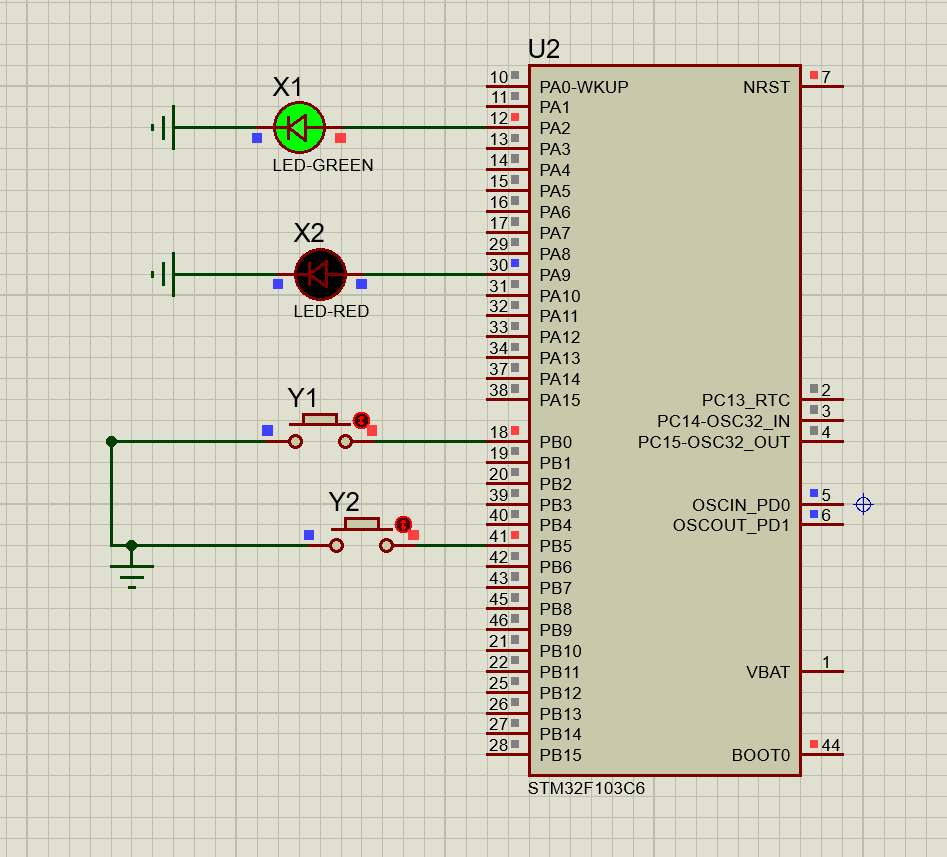 U2
X1
LED-GREEN
X2
LED-RED
Y1
Y2
10 PA0-WKUP
11 PA1
12 PA2
13 PA3
14 PA4
15 PA5
16 PA6
17 PA7
29 PA8
30 PA9
31 PA10
32 PA11
33 PA12
34 PA13
37 PA14
38 PA15
18 PB0
19 PB1
20 PB2
39 PB3
40 PB4
41 PB5
42 PB6
43 PB7
45 PB8
46 PB9
21 PB10
22 PB11
25 PB12
26 PB13
27 PB14
28 PB15
NRST 7
PC13_RTC 2
PC14-OSC32_IN 3
PC15-OSC32_OUT 4
OSCIN_PD0 5
OSCOUT_PD1 6
VBAT 1
BOOT0 44
STM32F103C6